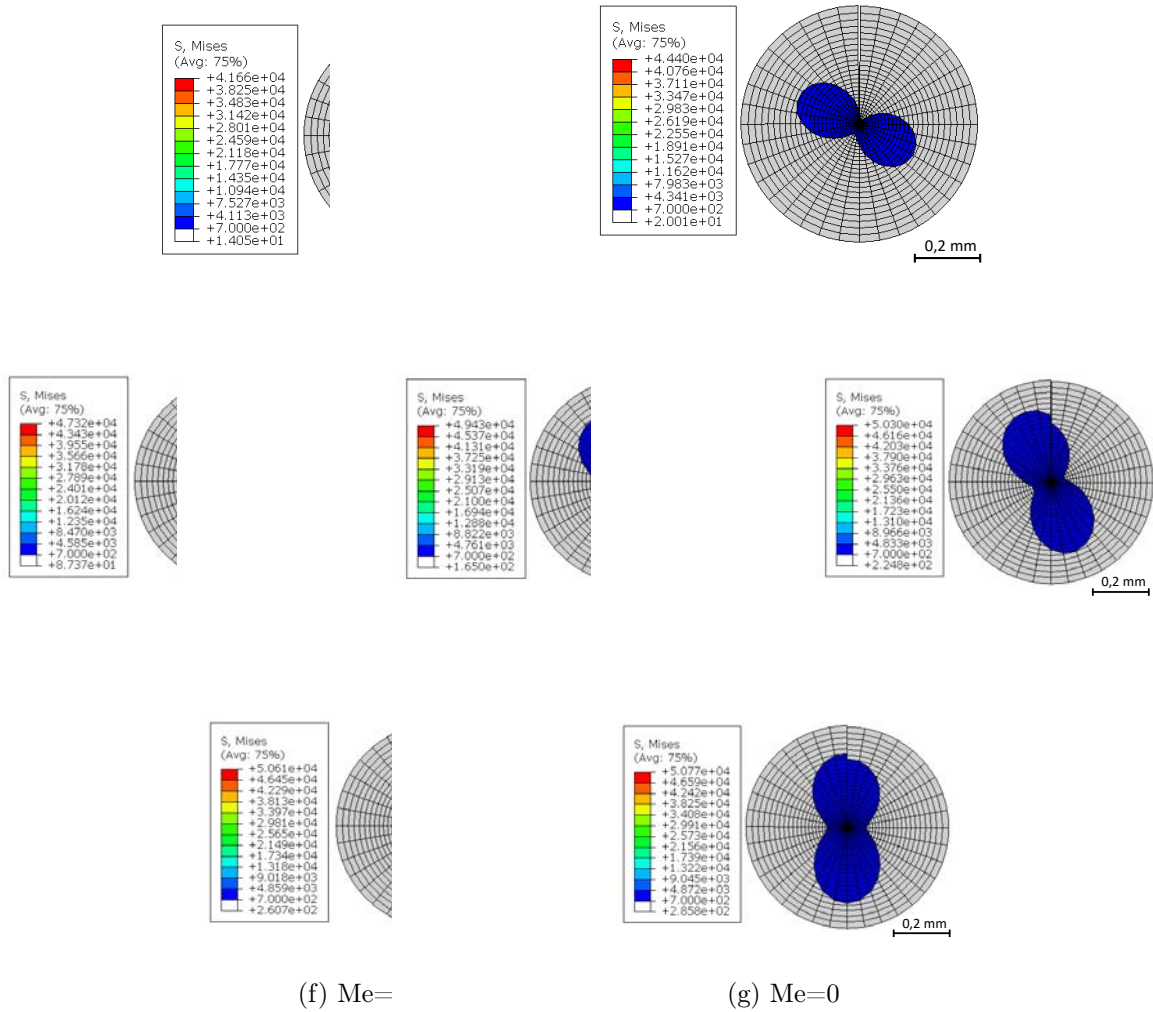 S, Mises
(Avg: 75%)
+4.166e+04
+3.825e+04
+3.483e+04
+3.142e+04
+2.801e+04
+2.459e+04
+2.118e+04
+1.777e+04
+1.435e+04
+1.094e+04
+7.527e+03
+4.113e+03
+7.000e+02
+1.405e+01
S, Mises
(Avg: 75%)
+4.440e+04
+4.076e+04
+3.711e+04
+3.347e+04
+2.983e+04
+2.619e+04
+2.255e+04
+1.891e+04
+1.527e+04
+1.162e+04
+7.983e+03
+4.341e+03
+7.000e+02
+2.001e+01
0,2 mm
S, Mises
(Avg: 75%)
+4.732e+04
+4.343e+04
+3.955e+04
+3.566e+04
+3.178e+04
+2.789e+04
+2.401e+04
+2.012e+04
+1.624e+04
+1.235e+04
+8.470e+03
+4.585e+03
+7.000e+02
+8.737e+01
S, Mises
(Avg: 75%)
+4.943e+04
+4.537e+04
+4.131e+04
+3.725e+04
+3.319e+04
+2.913e+04
+2.507e+04
+2.100e+04
+1.694e+04
+1.288e+04
+8.822e+03
+4.761e+03
+7.000e+02
+1.650e+02
S, Mises
(Avg: 75%)
+5.030e+04
+4.616e+04
+4.203e+04
+3.790e+04
+3.376e+04
+2.963e+04
+2.550e+04
+2.136e+04
+1.723e+04
+1.310e+04
+8.966e+03
+4.833e+03
+7.000e+02
+2.248e+02
0,2 mm
S, Mises
(Avg: 75%)
+5.061e+04
+4.645e+04
+4.229e+04
+3.813e+04
+3.397e+04
+2.981e+04
+2.565e+04
+2.149e+04
+1.734e+04
+1.318e+04
+9.018e+03
+4.859e+03
+7.000e+02
+2.607e+02
S, Mises
(Avg: 75%)
+5.077e+04
+4.659e+04
+4.242e+04
+3.825e+04
+3.408e+04
+2.991e+04
+2.573e+04
+2.156e+04
+1.739e+04
+1.322e+04
+9.045e+03
+4.872e+03
+7.000e+02
+2.858e+02
0,2 mm
(f) Me=
(g) Me=0